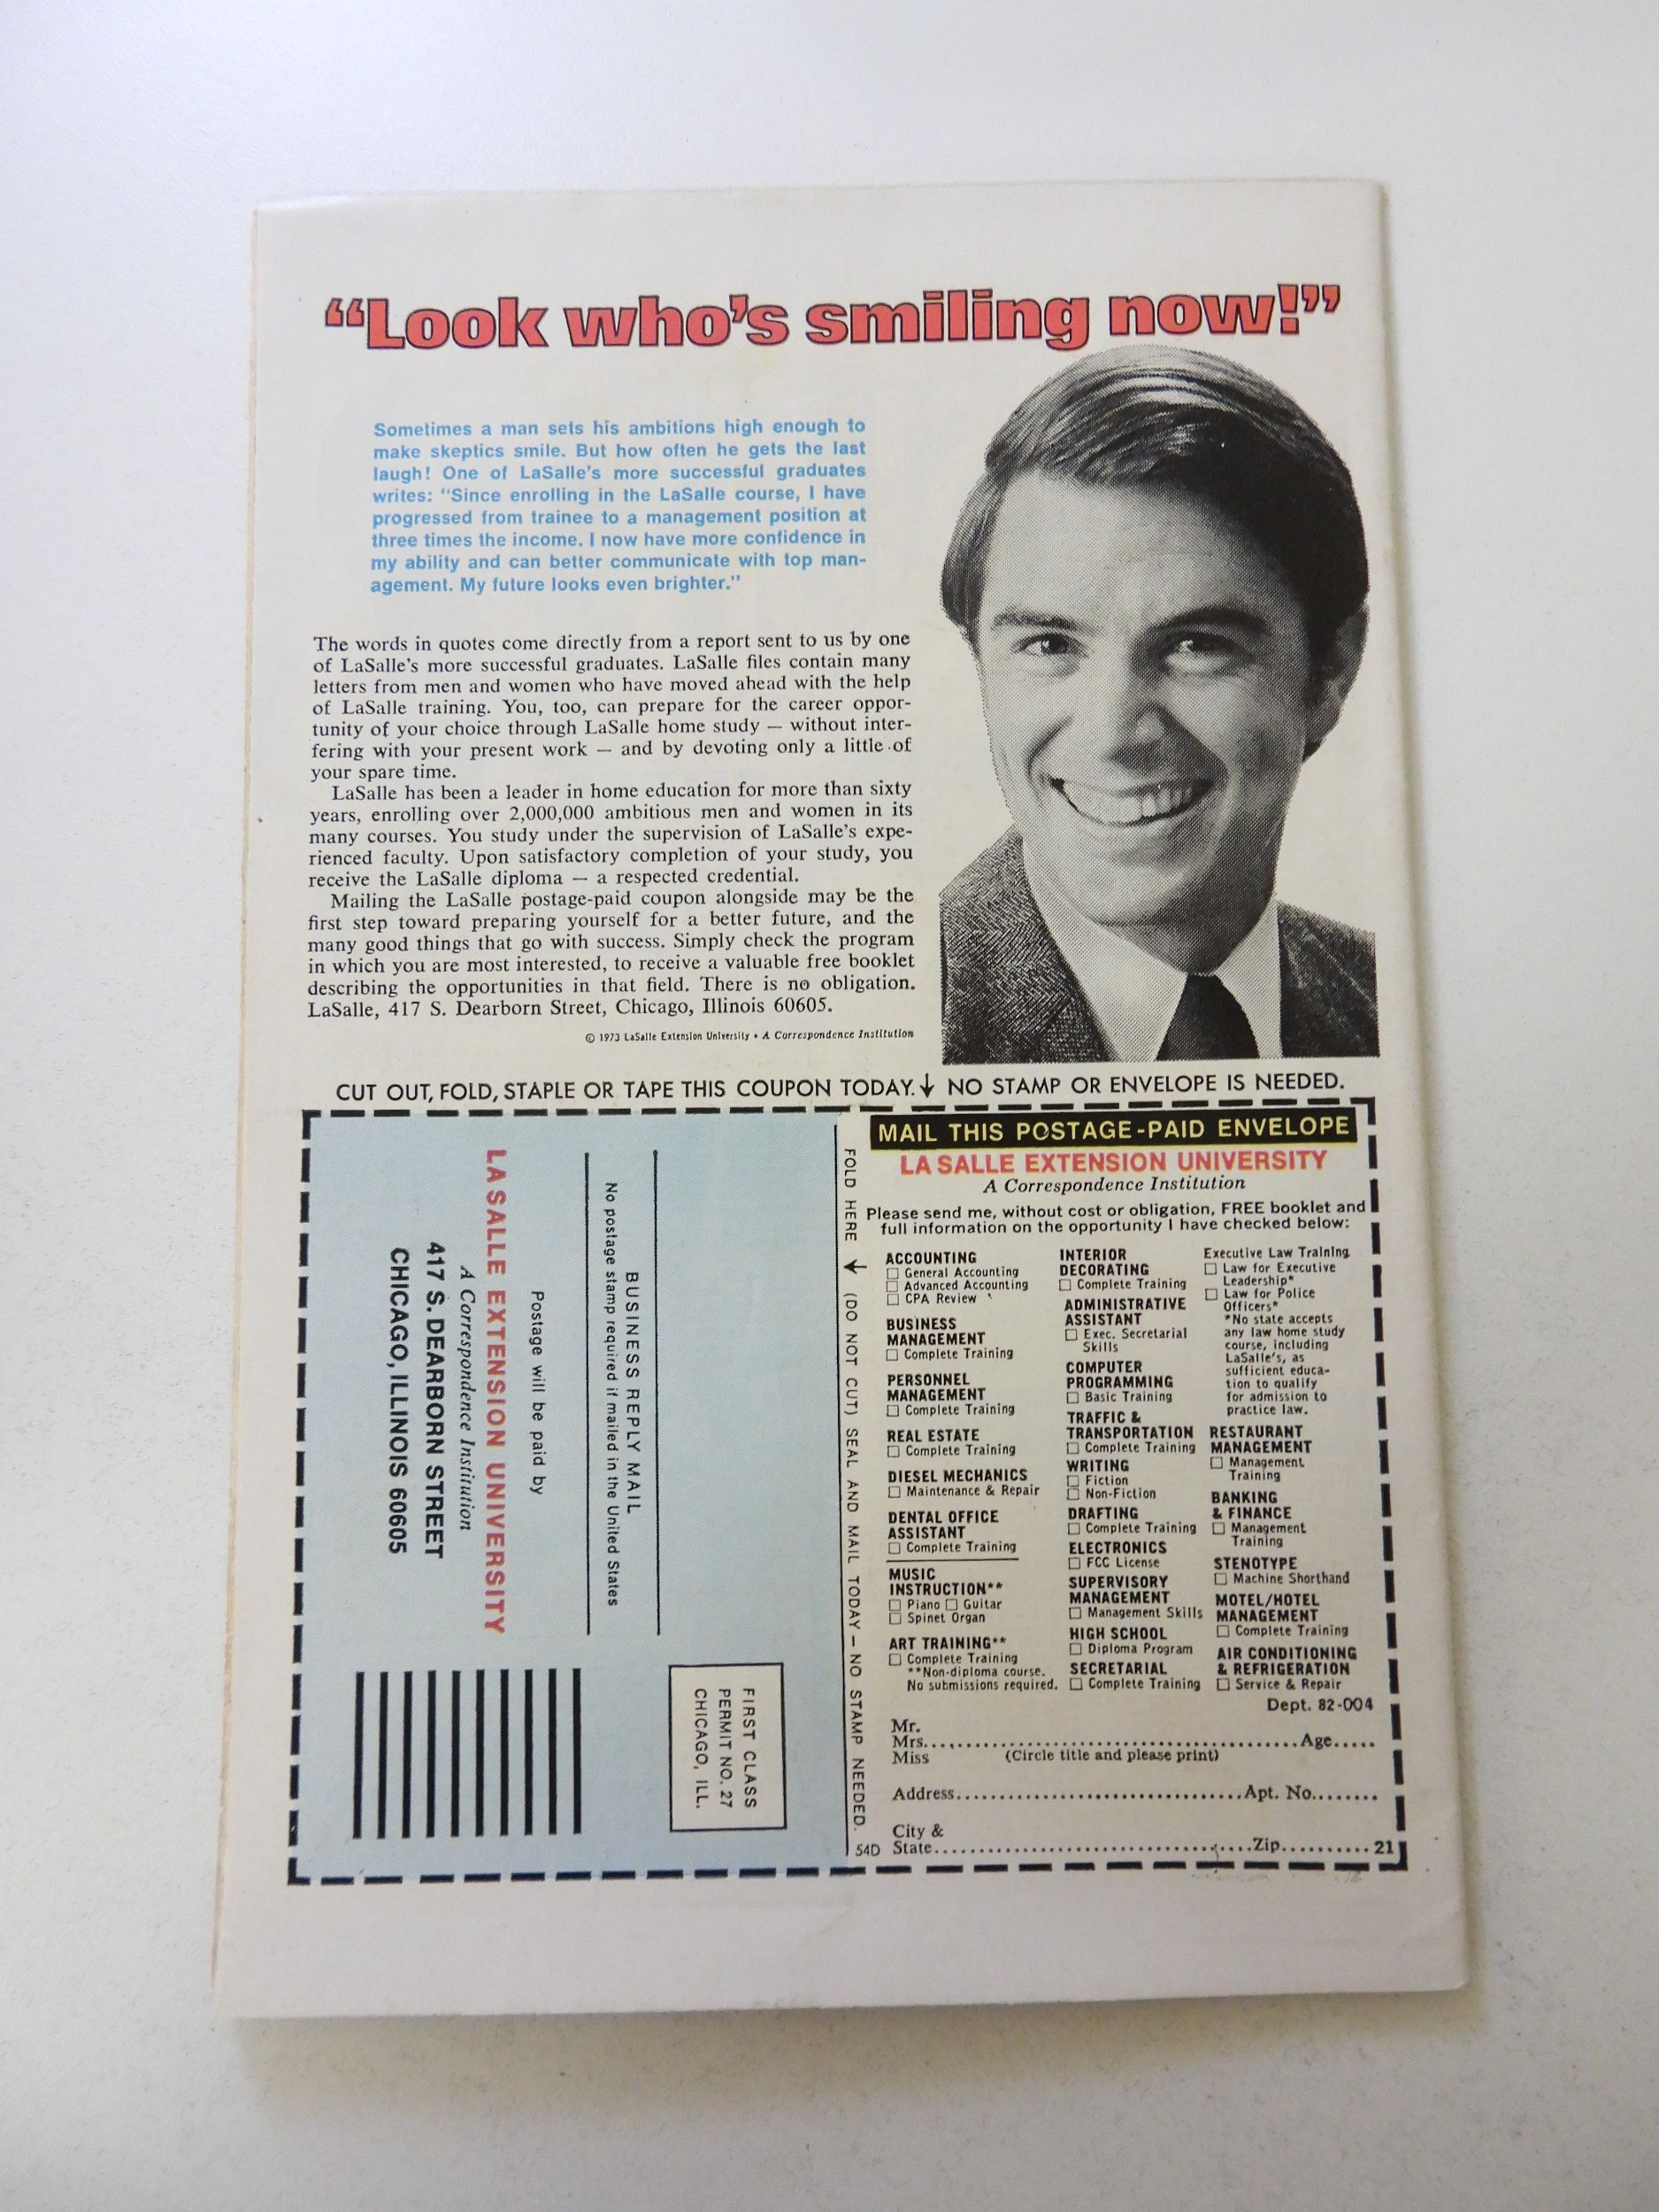 “Look who’s smiling now!”
Sometimes a man sets his ambitions high enough to
make skeptics smile. But how often he gets the last
laugh! One of LaSalle’s more successful graduates
writes: “Since enrolling in the LaSalle course, I have
progressed from trainee to a management position at
three times the income. I now have more confidence in
my ability and can better communicate with top man-
agement. My future looks even brighter.”
The words in quotes come directly from a report sent to us by one
of LaSalle’s more successful graduates. LaSalle files contain many
letters from men and women who have moved ahead with the help
of LaSalle training. You, too, can prepare for the career oppor-
tunity of your choice through LaSalle home study — without inter-
fering with your present work — and by devoting only a little of
your spare time.
LaSalle has been a leader in home education for more than sixty
years, enrolling over 2,000,000 ambitious men and women in its
many courses. You study under the supervision of LaSalle’s expe-
rienced faculty. Upon satisfactory completion of your study, you
receive the LaSalle diploma — a respected credential.
Mailing the LaSalle postage-paid coupon alongside may be the
first step toward preparing yourself for a better future, and the
many good things that go with success. Simply check the program
in which you are most interested, to receive a valuable free booklet
describing the opportunities in that field. There is no obligation.
LaSalle, 417 S. Dearborn Street, Chicago, Illinois 60605.
© 1973 LaSalle Extension University • A Correspondence Institution
CUT OUT, FOLD, STAPLE OR TAPE THIS COUPON TODAY.↓ NO STAMP OR ENVELOPE IS NEEDED.
FIRST CLASS
PERMIT NO. 27
CHICAGO, ILL.
BUSINESS REPLY MAIL
No postage stamp required if mailed in the United States
Postage will be paid by
LA SALLE EXTENSION UNIVERSITY
A Correspondence Institution
417 S. DEARBORN STREET
CHICAGO, ILLINOIS 60605
FOLD HERE ↓ (DO NOT CUT) SEAL AND MAIL TODAY — NO STAMP NEEDED.
MAIL THIS POSTAGE-PAID ENVELOPE
LA SALLE EXTENSION UNIVERSITY
A Correspondence Institution
Please send me, without cost or obligation, FREE booklet and
full information on the opportunity I have checked below:
ACCOUNTING
☐ General Accounting
☐ Advanced Accounting
☐ CPA Review
BUSINESS
MANAGEMENT
☐ Complete Training
PERSONNEL
MANAGEMENT
☐ Complete Training
REAL ESTATE
☐ Complete Training
DIESEL MECHANICS
☐ Maintenance & Repair
DENTAL OFFICE
ASSISTANT
☐ Complete Training
MUSIC
INSTRUCTION**
☐ Piano ☐ Guitar
☐ Spinet Organ
ART TRAINING**
☐ Complete Training
**Non-diploma course.
No submissions required.
INTERIOR
DECORATING
☐ Complete Training
ADMINISTRATIVE
ASSISTANT
☐ Exec. Secretarial
Skills
COMPUTER
PROGRAMMING
☐ Basic Training
TRAFFIC &
TRANSPORTATION
☐ Complete Training
WRITING
☐ Fiction
☐ Non-Fiction
DRAFTING
☐ Complete Training
ELECTRONICS
☐ FCC License
SUPERVISORY
MANAGEMENT
☐ Management Skills
HIGH SCHOOL
☐ Diploma Program
SECRETARIAL
☐ Complete Training
Executive Law Training
☐ Law for Executive
Leadership*
☐ Law for Police
Officers*
*No state accepts
any law home study
course, including
LaSalle’s, as
sufficient educa-
tion to qualify
for admission to
practice law.
RESTAURANT
MANAGEMENT
☐ Management
Training
BANKING
& FINANCE
☐ Management
Training
STENOTYPE
☐ Machine Shorthand
MOTEL/HOTEL
MANAGEMENT
☐ Complete Training
AIR CONDITIONING
& REFRIGERATION
☐ Service & Repair
Dept. 82-004
Mr.
Mrs. Age
Miss (Circle title and please print)
Address Apt. No.
City &
54D State Zip 21